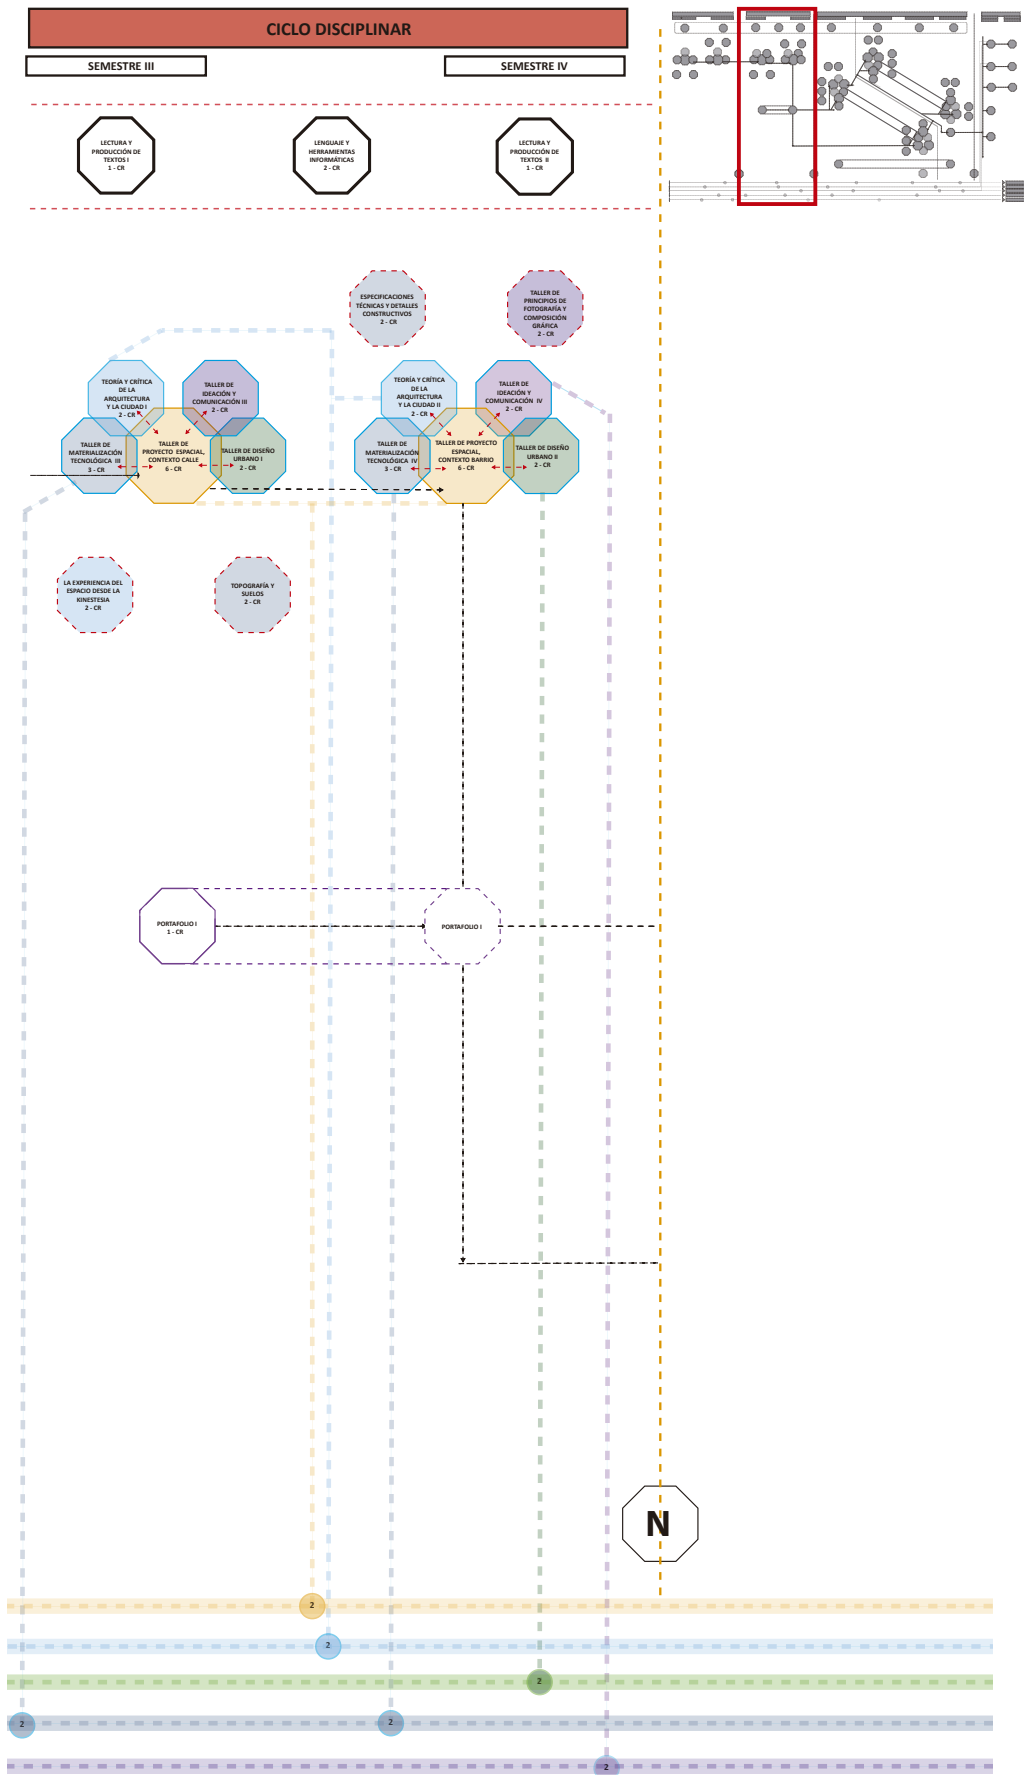 CICLO DISCIPLINAR
SEMESTRE III
SEMESTRE IV
LECTURA Y
PRODUCCIÓN DE
TEXTOS I
1 - CR
LENGUAJE Y
HERRAMIENTAS
INFORMÁTICAS
2 - CR
LECTURA Y
PRODUCCIÓN DE
TEXTOS II
1 - CR
ESPECIFICACIONES
TÉCNICAS Y DETALLES
CONSTRUCTIVOS
2 - CR
TALLER DE
PRINCIPIOS DE
FOTOGRAFÍA Y
COMPOSICIÓN
GRÁFICA
2 - CR
TEORÍA Y CRÍTICA
DE LA
ARQUITECTURA
Y LA CIUDAD I
2 - CR
TALLER DE
IDEACIÓN Y
COMUNICACIÓN III
2 - CR
TALLER DE
MATERIALIZACIÓN
TECNOLÓGICA III
3 - CR
TALLER DE
PROYECTO ESPACIAL,
CONTEXTO CALLE
6 - CR
TALLER DE DISEÑO
URBANO I
2 - CR
TEORÍA Y CRÍTICA
DE LA
ARQUITECTURA
Y LA CIUDAD II
2 - CR
TALLER DE
IDEACIÓN Y
COMUNICACIÓN IV
2 - CR
TALLER DE
MATERIALIZACIÓN
TECNOLÓGICA IV
3 - CR
TALLER DE PROYECTO
ESPACIAL,
CONTEXTO BARRIO
6 - CR
TALLER DE DISEÑO
URBANO II
2 - CR
LA EXPERIENCIA DEL
ESPACIO DESDE LA
KINESTESIA
2 - CR
TOPOGRAFÍA Y
SUELOS
2 - CR
PORTAFOLIO I
1 - CR
PORTAFOLIO I
N
2
2
2
2
2
2